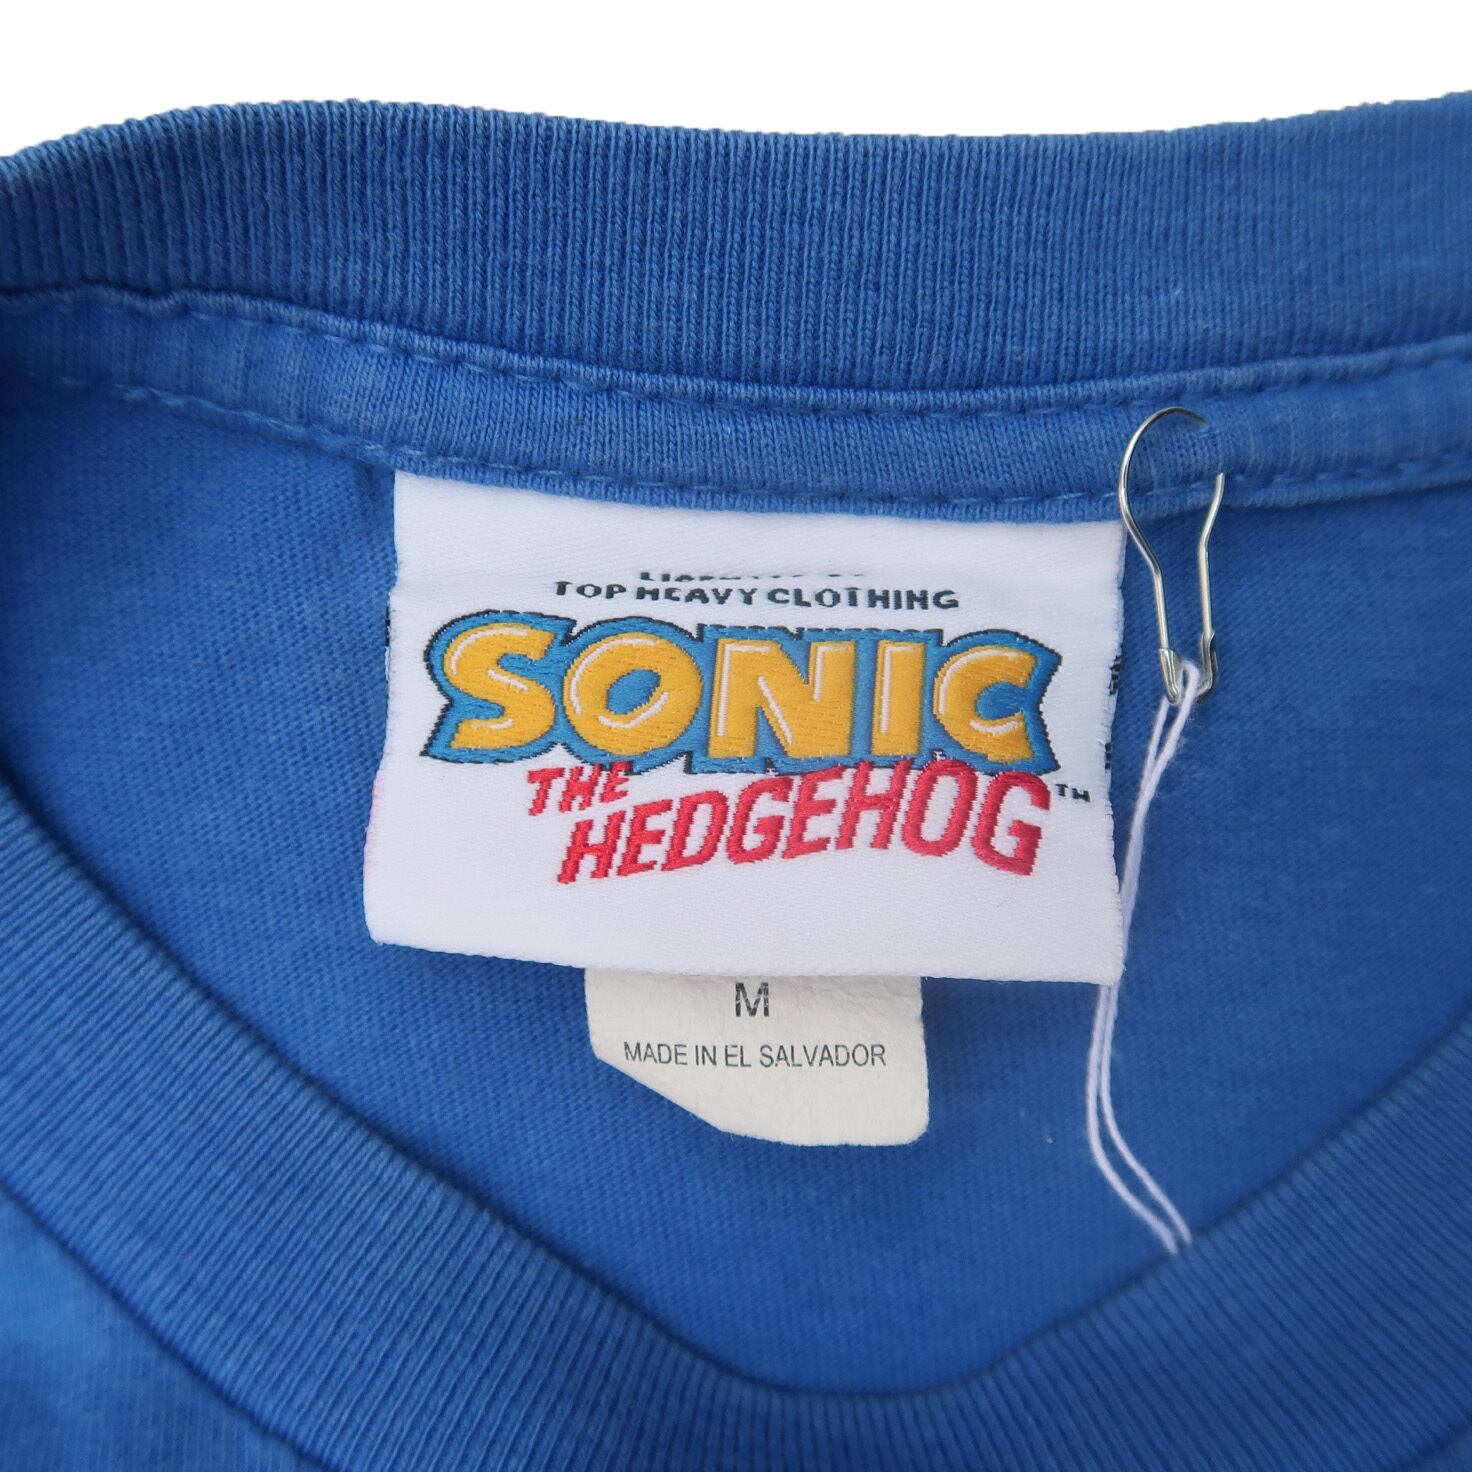 TOP HEAVY CLOTHING
SONIC
THE
HEDGEHOG™
M
MADE IN EL SALVADOR